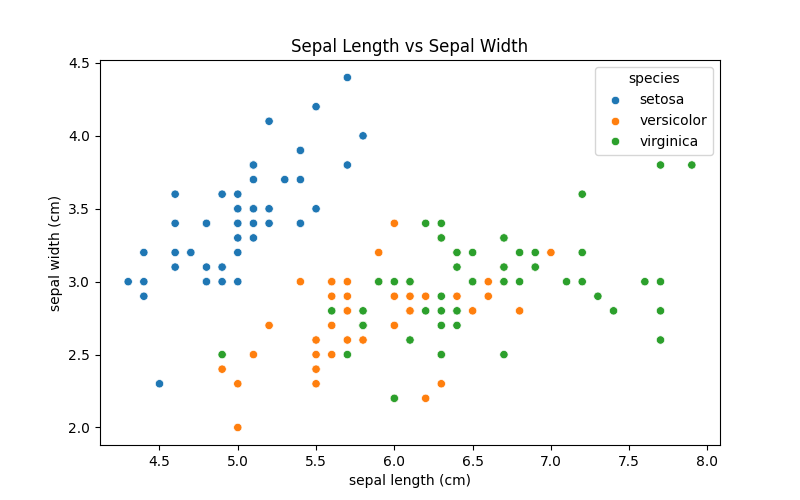 Sepal Length vs Sepal Width
species
setosa
versicolor
virginica
4.5
4.0
3.5
3.0
2.5
2.0
sepal width (cm)
4.5 5.0 5.5 6.0 6.5 7.0 7.5 8.0
sepal length (cm)